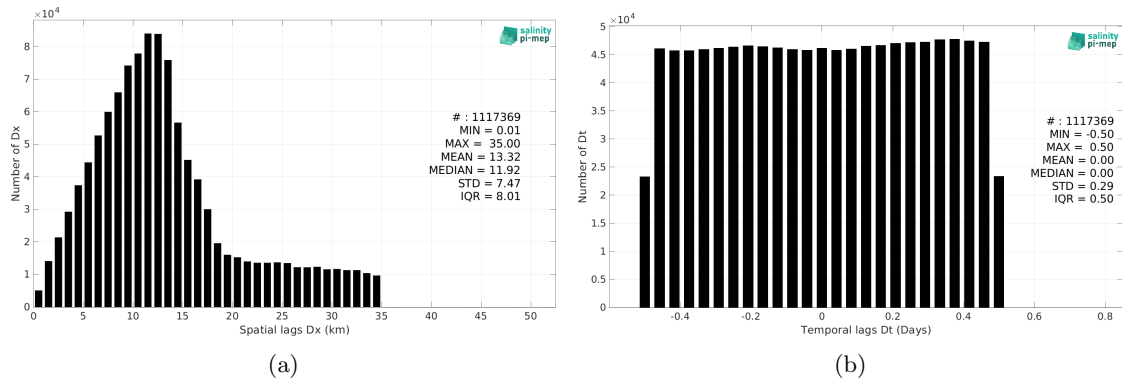 ×10⁴
9
8
7
6
5
4
3
2
1
0
Number of Dx
0 5 10 15 20 25 30 35 40 45 50
Spatial lags Dx (km)
salinity
pi-mep
# : 1117369
MIN = 0.01
MAX = 35.00
MEAN = 13.32
MEDIAN = 11.92
STD = 7.47
IQR = 8.01
(a)
×10⁴
5
4.5
4
3.5
3
2.5
2
1.5
1
0.5
0
Number of Dt
-0.4 -0.2 0 0.2 0.4 0.6 0.8
Temporal lags Dt (Days)
salinity
pi-mep
# : 1117369
MIN = -0.50
MAX = 0.50
MEAN = 0.00
MEDIAN = 0.00
STD = 0.29
IQR = 0.50
(b)